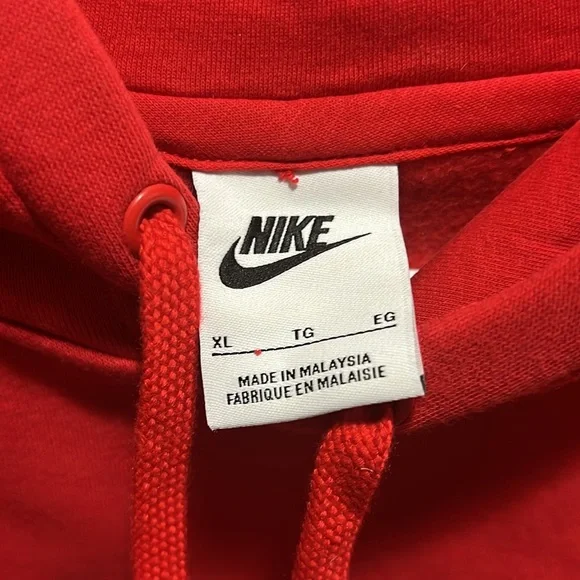 NIKE
XL TG EG
MADE IN MALAYSIA
FABRIQUE EN MALAISIE